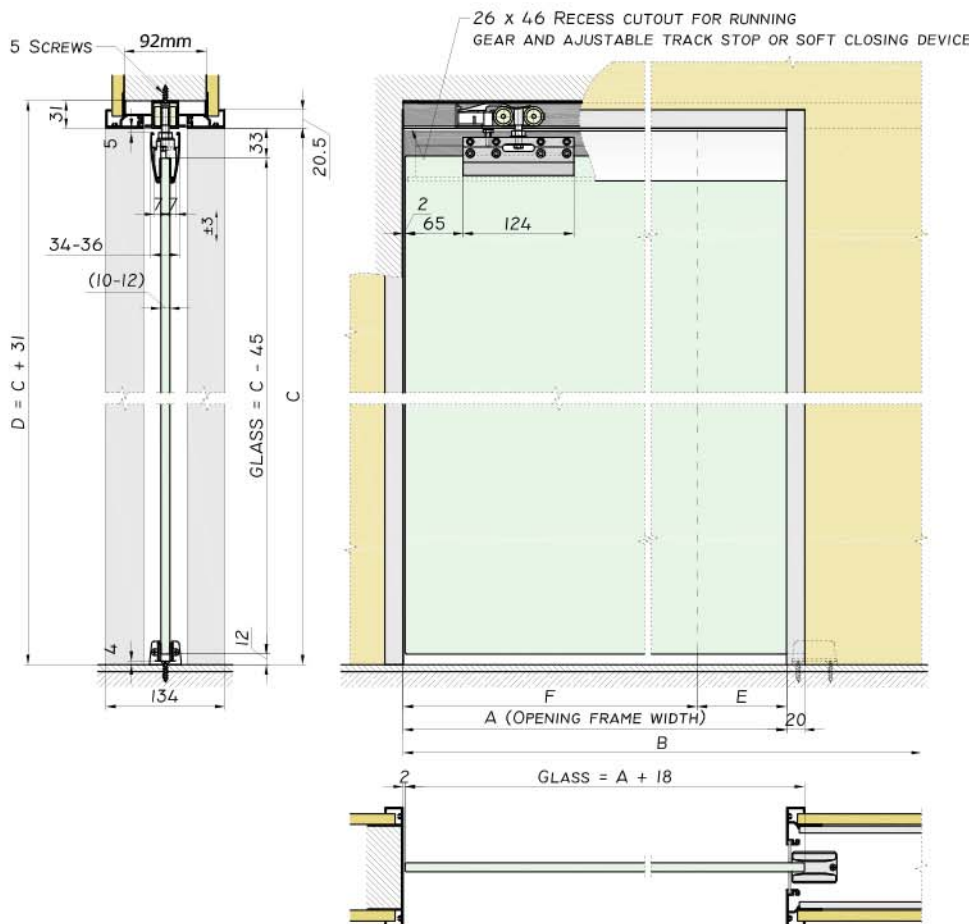 26 x 46 RECESS CUTOUT FOR RUNNING
GEAR AND AJUSTABLE TRACK STOP OR SOFT CLOSING DEVICE
5 SCREWS
92mm
31
5
33
20.5
7 7
±3
34-36
(10-12)
2
65
124
D = C + 31
GLASS = C - 45
C
4
12
134
F
E
A (OPENING FRAME WIDTH)
20
B
2
GLASS = A + 18